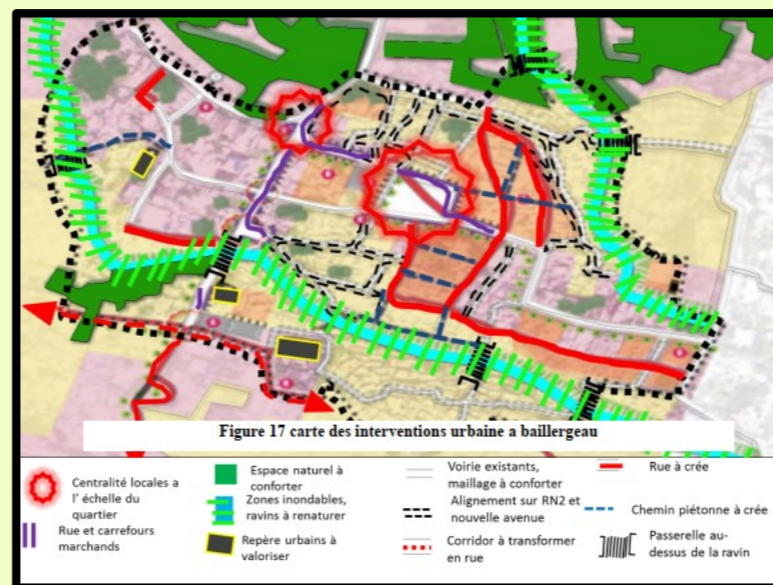 Figure 17 carte des interventions urbaine a baillergeau
Centralité locales a
l' échelle du
quartier
Rue et carrefours
marchands
Espace naturel à
conforter
Zones inondables,
ravins à renaturer
Repère urbains à
valoriser
Voirie existants,
maillage à conforter
Alignement sur RN2 et
nouvelle avenue
Corridor à transformer
en rue
Rue à crée
Chemin piétonne à crée
Passerelle au-
dessus de la ravin